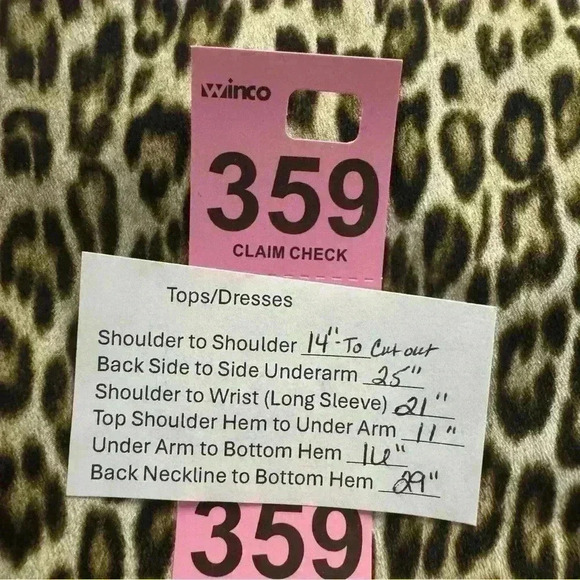 winco
359
CLAIM CHECK
Tops/Dresses
Shoulder to Shoulder 14"-To Cut out
Back Side to Side Underarm 25"
Shoulder to Wrist (Long Sleeve) 21"
Top Shoulder Hem to Under Arm 11"
Under Arm to Bottom Hem 16"
Back Neckline to Bottom Hem 29"
359